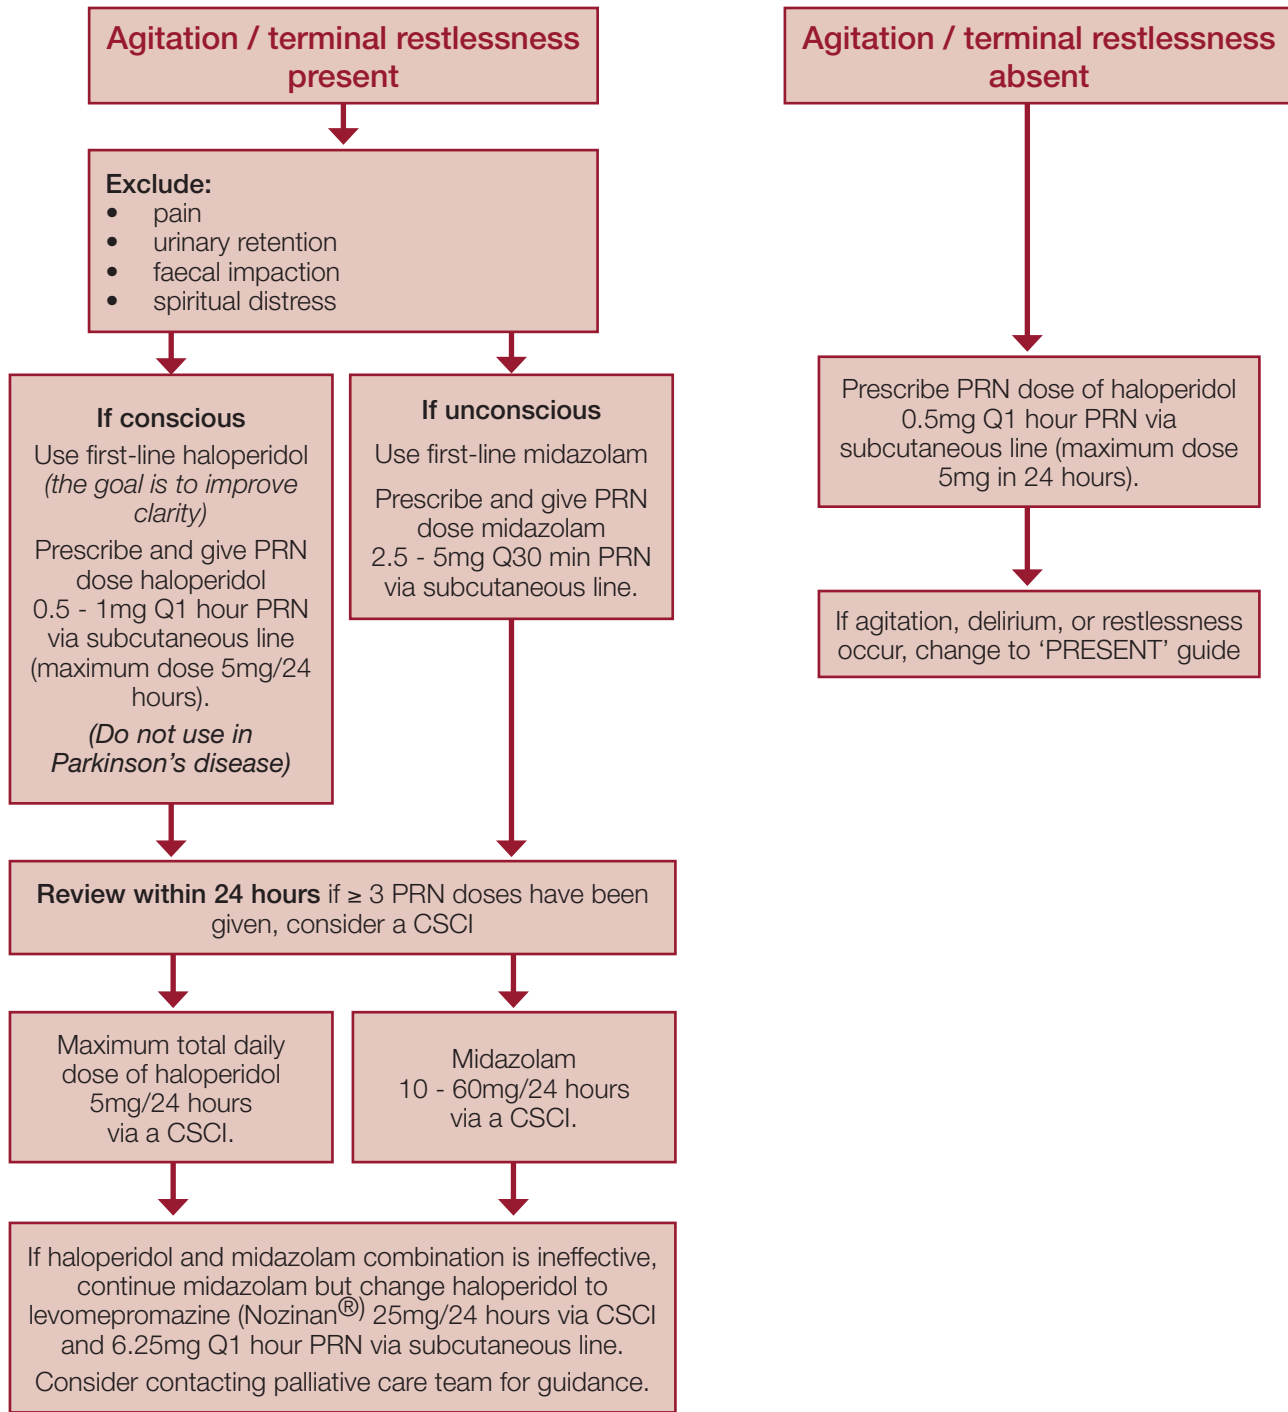 Agitation / terminal restlessness
present
Exclude:
• pain
• urinary retention
• faecal impaction
• spiritual distress
If conscious
Use first-line haloperidol
(the goal is to improve
clarity)
Prescribe and give PRN
dose haloperidol
0.5 - 1mg Q1 hour PRN
via subcutaneous line
(maximum dose 5mg/24
hours).
(Do not use in
Parkinson's disease)
If unconscious
Use first-line midazolam
Prescribe and give PRN
dose midazolam
2.5 - 5mg Q30 min PRN
via subcutaneous line.
Review within 24 hours if ≥ 3 PRN doses have been
given, consider a CSCI
Maximum total daily
dose of haloperidol
5mg/24 hours
via a CSCI.
Midazolam
10 - 60mg/24 hours
via a CSCI.
If haloperidol and midazolam combination is ineffective,
continue midazolam but change haloperidol to
levomepromazine (Nozinan®) 25mg/24 hours via CSCI
and 6.25mg Q1 hour PRN via subcutaneous line.
Consider contacting palliative care team for guidance.
Agitation / terminal restlessness
absent
Prescribe PRN dose of haloperidol
0.5mg Q1 hour PRN via
subcutaneous line (maximum dose
5mg in 24 hours).
If agitation, delirium, or restlessness
occur, change to ‘PRESENT’ guide